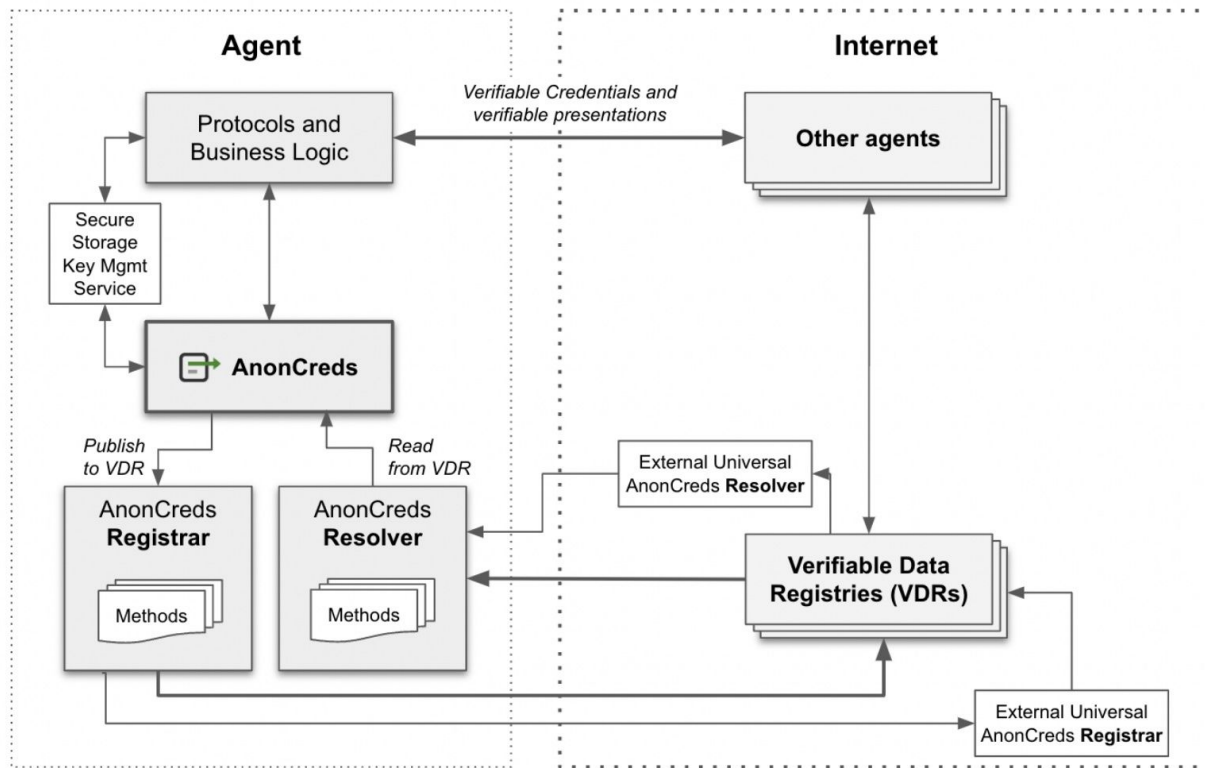 Agent
Internet
Verifiable Credentials and
verifiable presentations
Protocols and
Business Logic
Other agents
Secure
Storage
Key Mgmt
Service
AnonCreds
Publish
to VDR
Read
from VDR
External Universal
AnonCreds Resolver
AnonCreds
Registrar
Methods
AnonCreds
Resolver
Methods
Verifiable Data
Registries (VDRs)
External Universal
AnonCreds Registrar